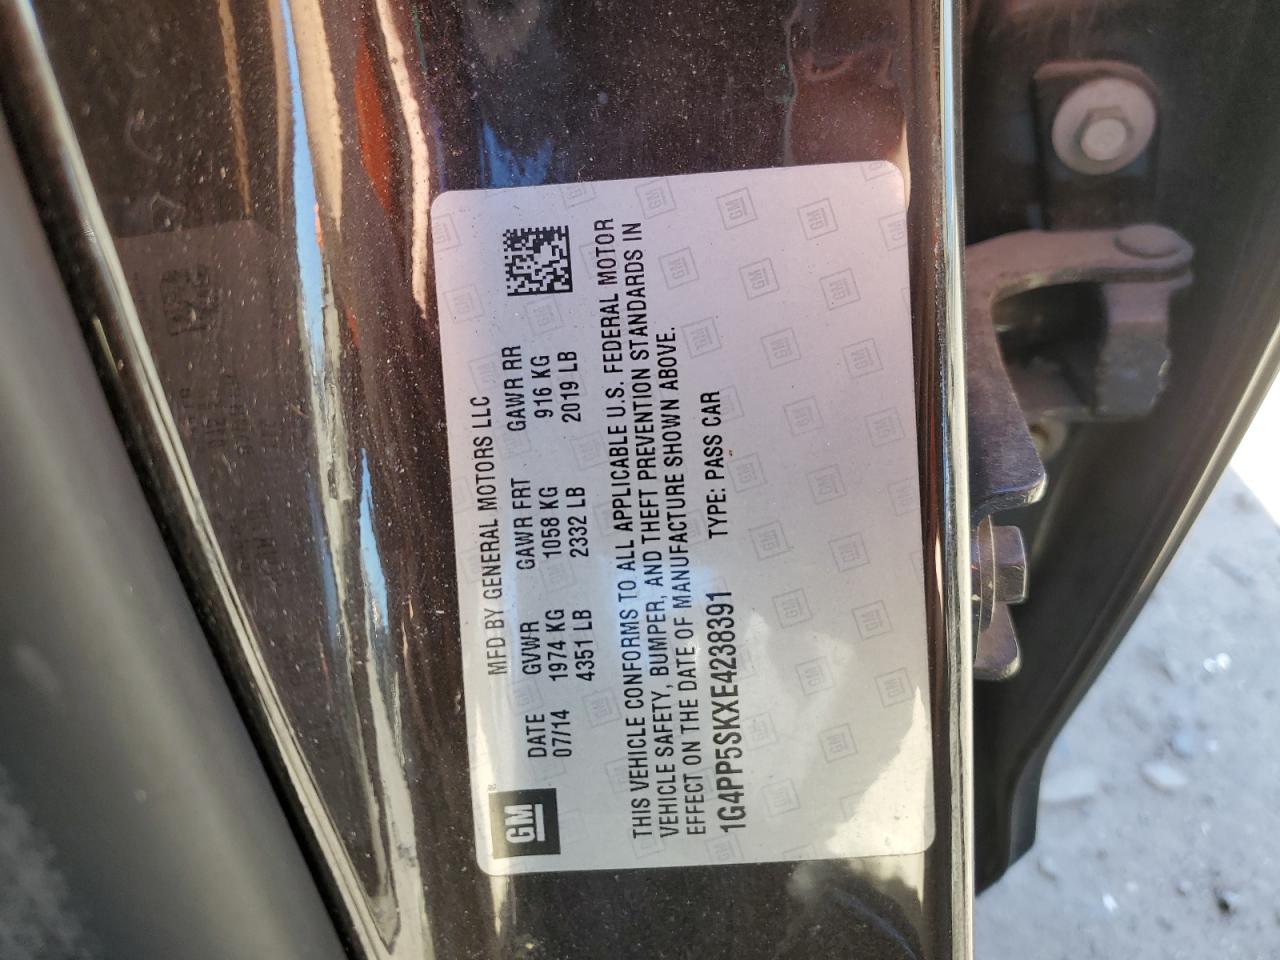 GM
MFD BY GENERAL MOTORS LLC
DATE GVWR GAWR FRT GAWR RR
07/14 1974 KG 1058 KG 916 KG
4351 LB 2332 LB 2019 LB
THIS VEHICLE CONFORMS TO ALL APPLICABLE U.S. FEDERAL MOTOR
VEHICLE SAFETY, BUMPER, AND THEFT PREVENTION STANDARDS IN
EFFECT ON THE DATE OF MANUFACTURE SHOWN ABOVE.
1G4PP5SKXE4238391 TYPE: PASS CAR